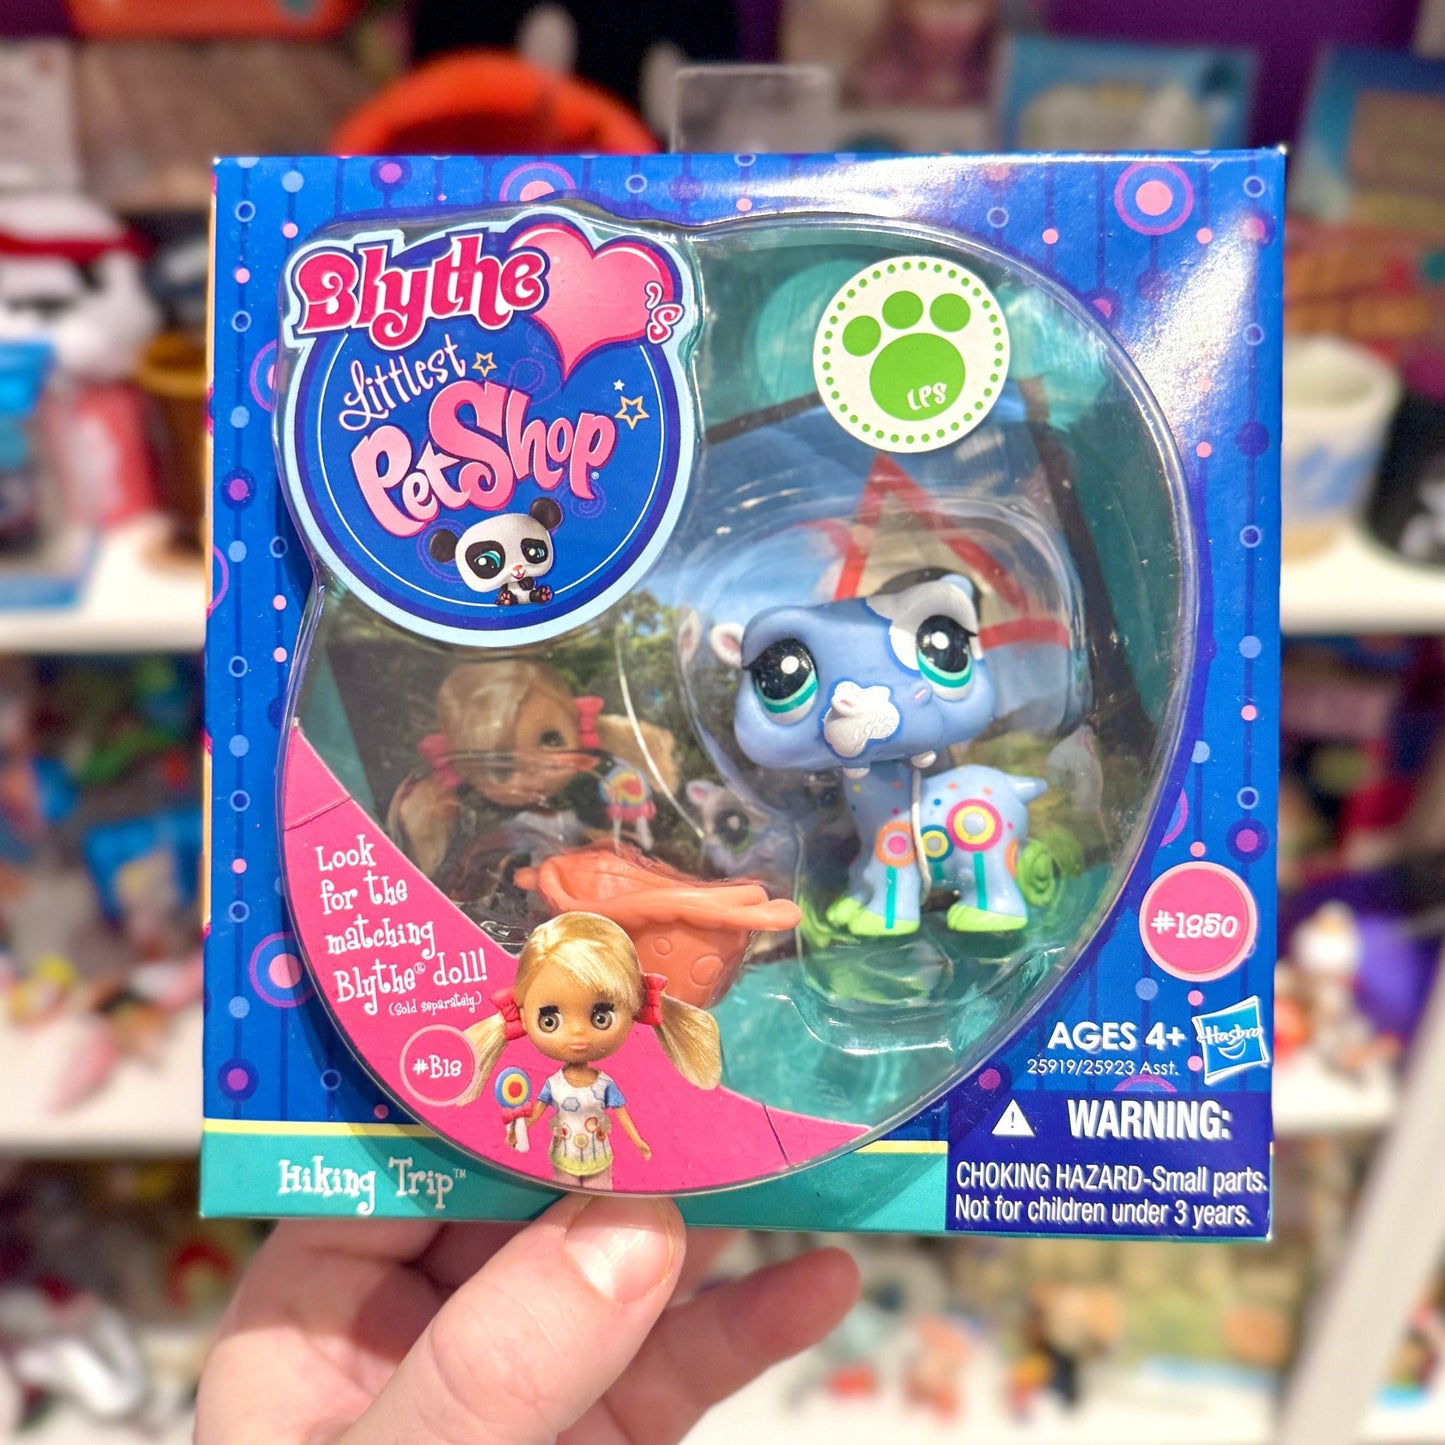 Blythe
's
Littlest
PetShop®
LPS
Look
for the
matching
Blythe® doll!
(Sold separately.)
#B18
#1850
AGES 4+
Hasbro
25919/25923 Asst.
WARNING:
CHOKING HAZARD-Small parts.
Not for children under 3 years.
Hiking Trip™